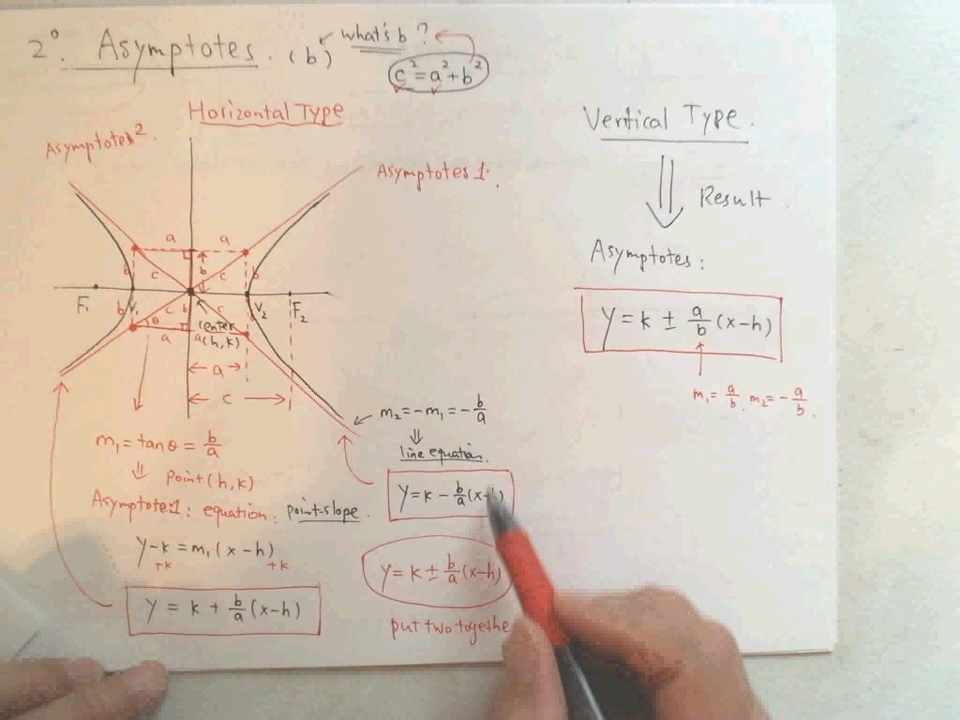 2°. Asymptotes. (b) what's b?
c² = a² + b²
Horizontal Type
Asymptotes 2.
Asymptotes 1.
a a
b b c c b
F₁ b V₁ c b c V₂ F₂
θ
a
Center
(h, k)
a
c
m₁ = tan θ = b/a
⇓ point (h, k)
Asymptote 1: equation: point-slope.
y - k = m₁ (x - h)
+k +k
y = k + b/a (x-h)
m₂ = -m₁ = -b/a
⇓
line equation.
y = k - b/a (x-h)
y = k ± b/a (x-h)
put two togethe
Vertical Type.
⇓ Result
Asymptotes:
y = k ± a/b (x-h)
m₁ = a/b. m₂ = -a/b.